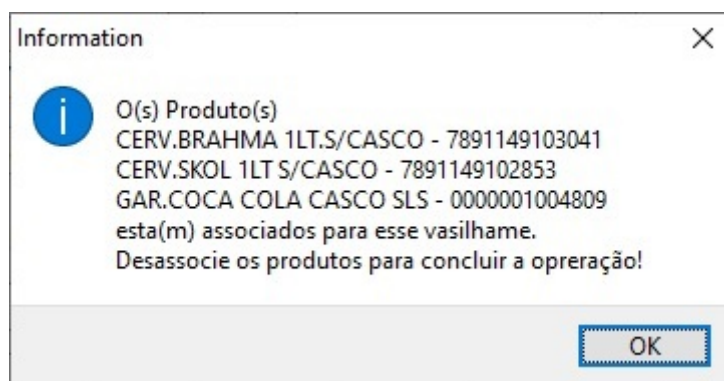 Information
O(s) Produto(s)
CERV.BRAHMA 1LT.S/CASCO - 7891149103041
CERV.SKOL 1LT S/CASCO - 7891149102853
GAR.COCA COLA CASCO SLS - 0000001004809
esta(m) associados para esse vasilhame.
Desassocie os produtos para concluir a opreração!
OK